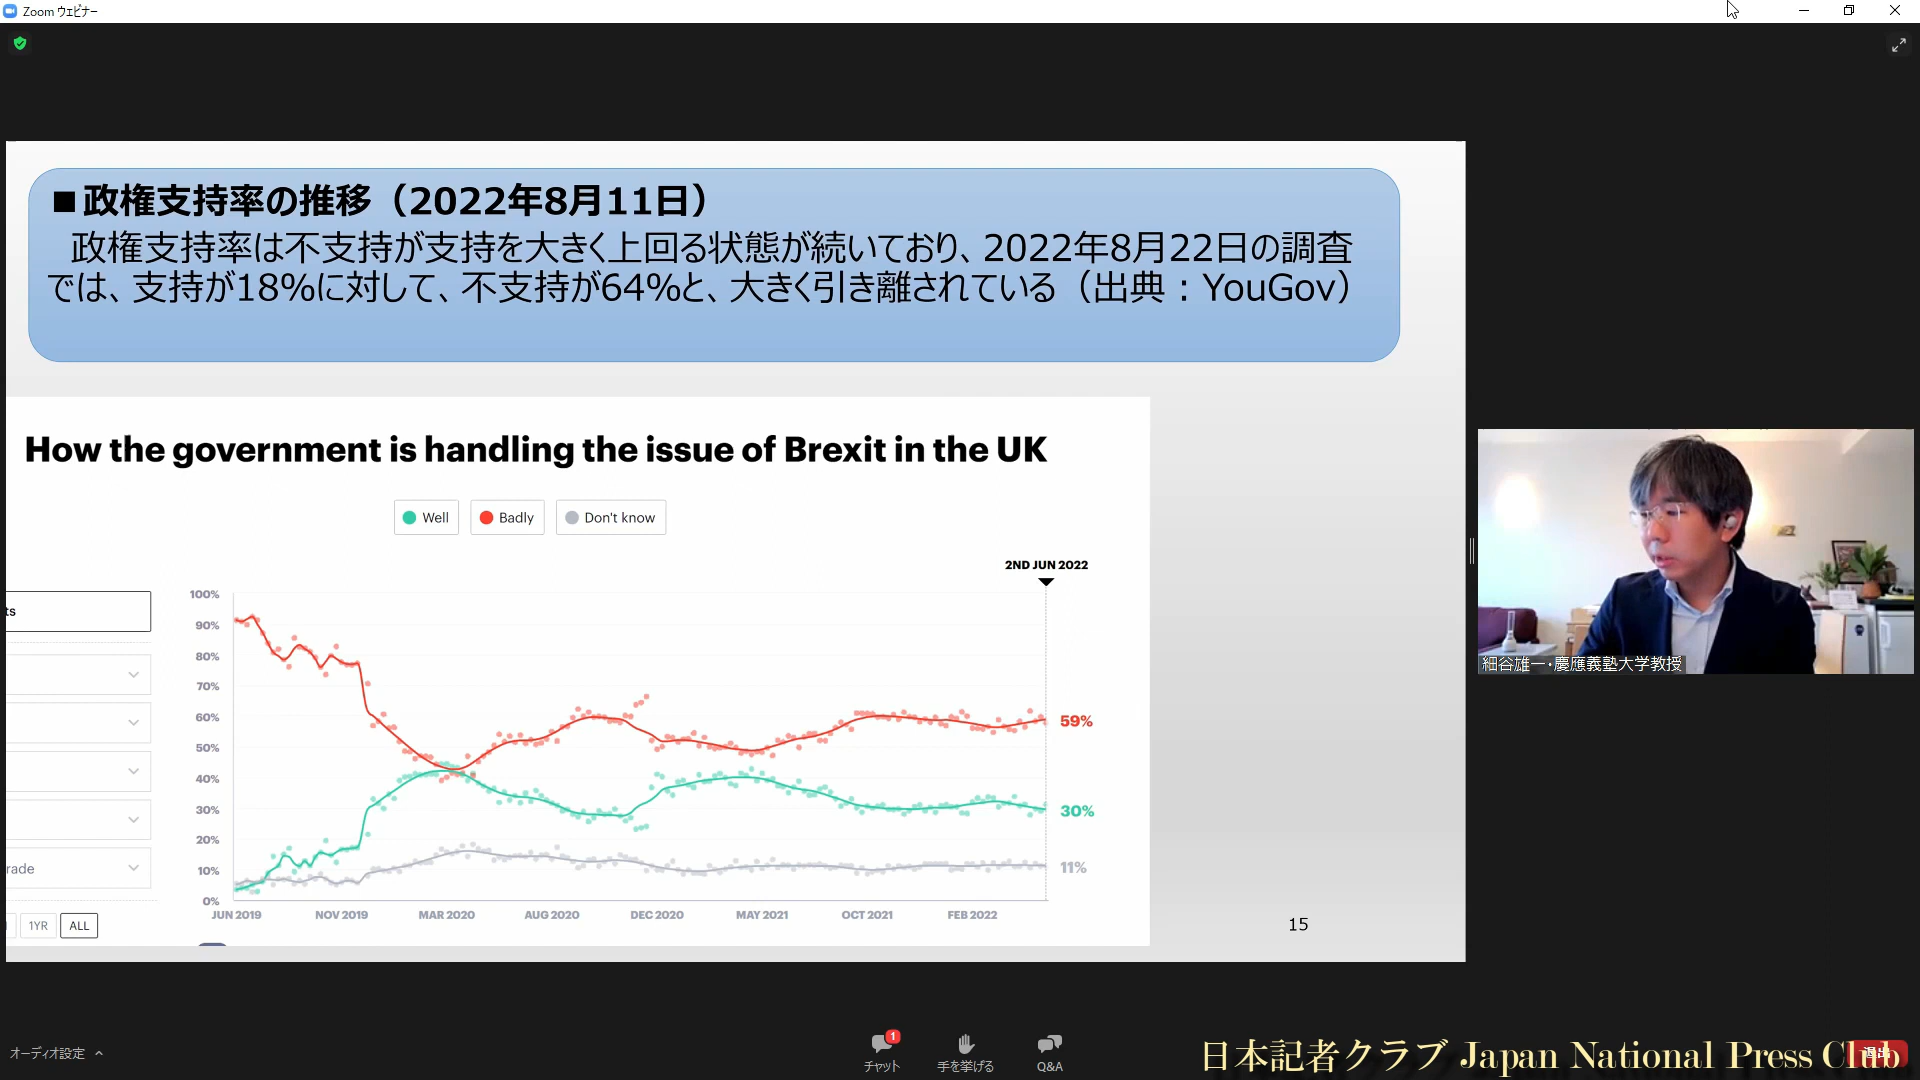 Zoom ウェビナー
■政権支持率の推移（2022年8月11日）
政権支持率は不支持が支持を大きく上回る状態が続いており、2022年8月22日の調査
では、支持が18%に対して、不支持が64%と、大きく引き離されている（出典：YouGov）
How the government is handling the issue of Brexit in the UK
Well Badly Don't know
2ND JUN 2022
100%
90%
80%
70%
60%
50%
40%
30%
20%
10%
0%
59%
30%
11%
JUN 2019 NOV 2019 MAR 2020 AUG 2020 DEC 2020 MAY 2021 OCT 2021 FEB 2022
ts
rade
1YR ALL
15
細谷雄一・慶應義塾大学教授
オーディオ設定
1
チャット 手を挙げる Q&A
退出
日本記者クラブ Japan National Press Club